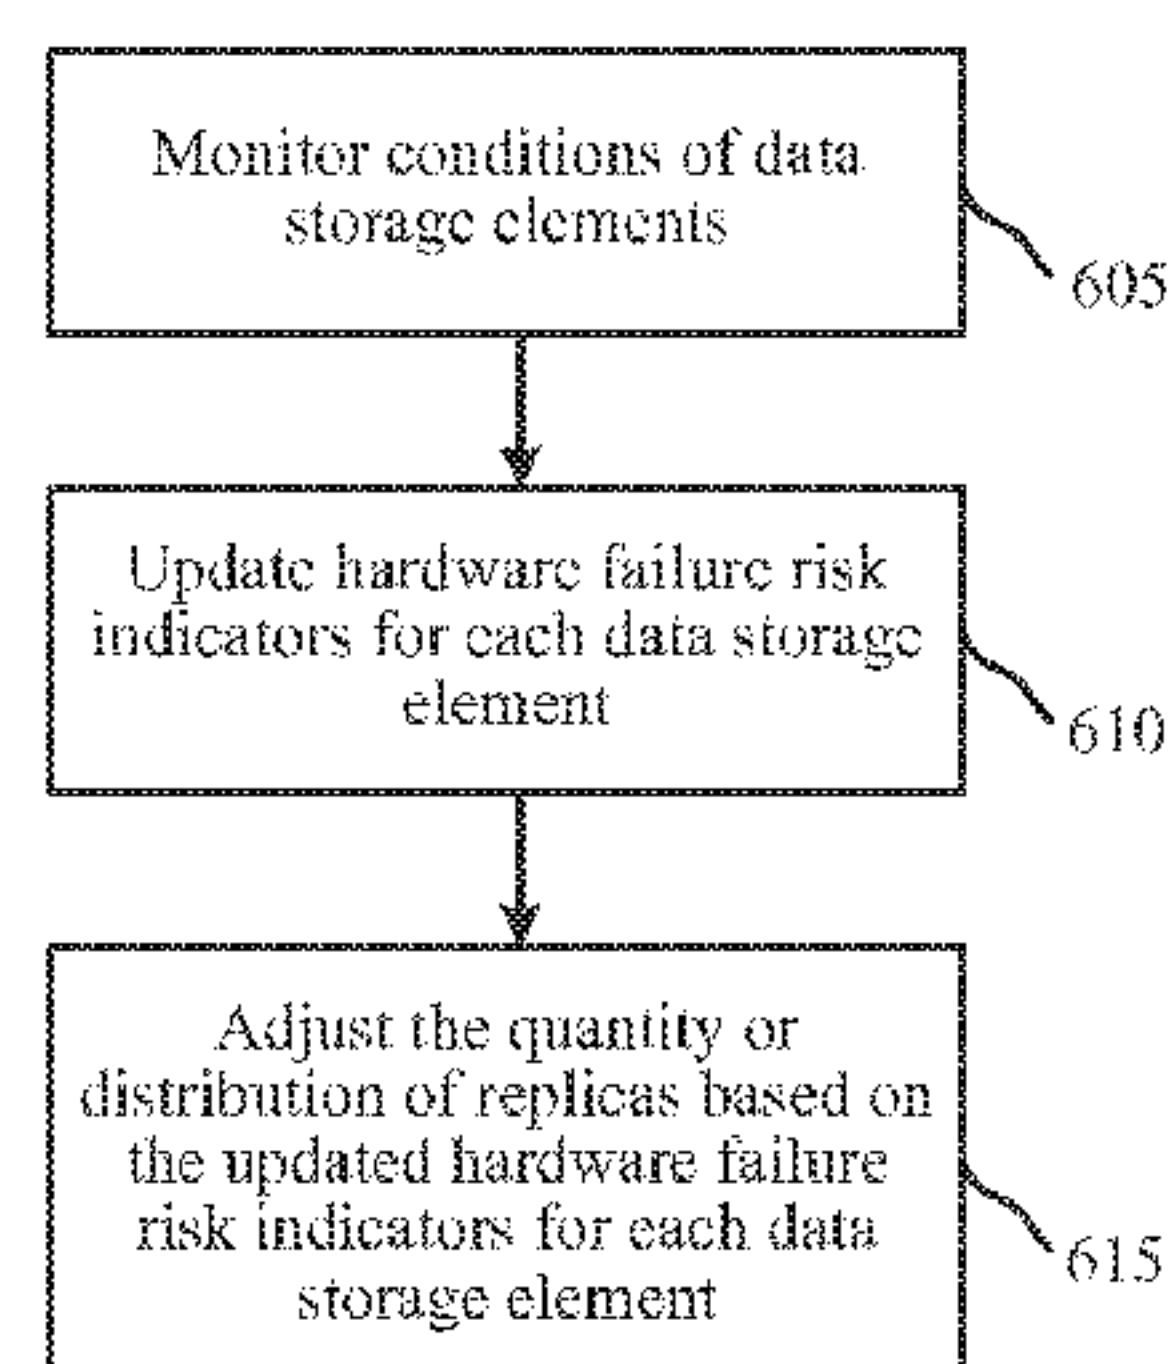 Monitor conditions of data
storage elements
605
Update hardware failure risk
indicators for each data storage
element
610
Adjust the quantity or
distribution of replicas based on
the updated hardware failure
risk indicators for each data
storage element
615